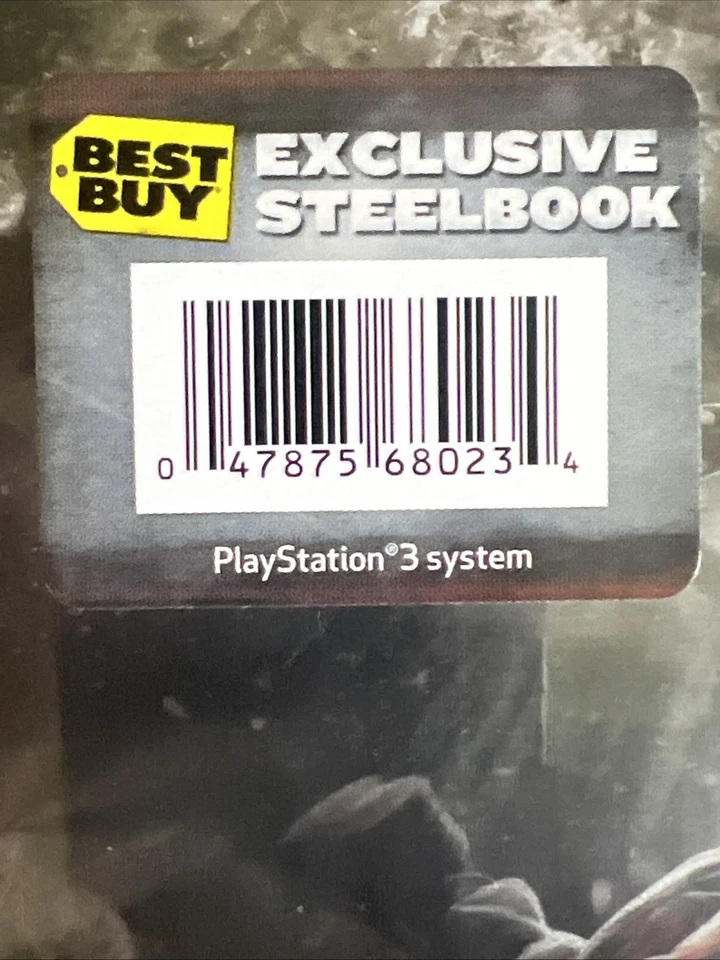 BEST BUY
EXCLUSIVE
STEELBOOK
0 47875 68023 4
PlayStation®3 system